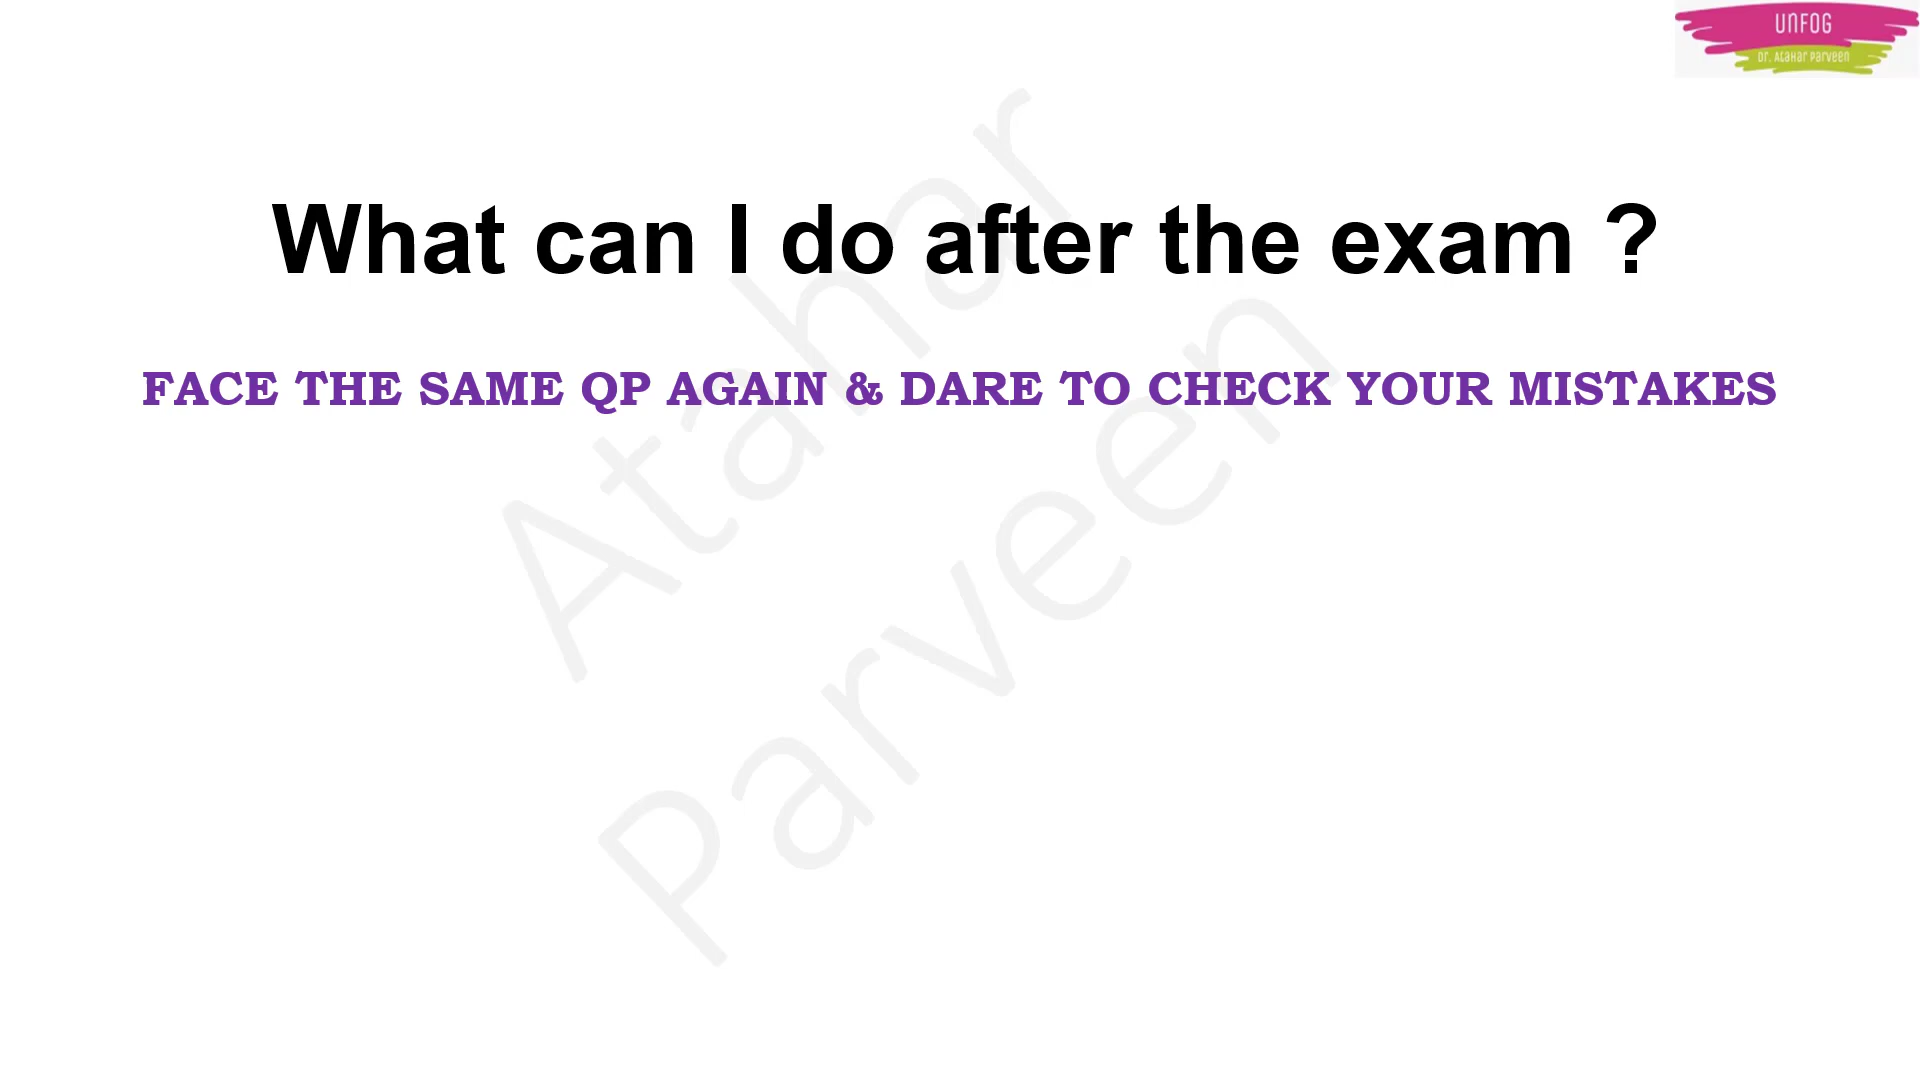 UNFOG
Dr. Atahar Parveen
What can I do after the exam ?
FACE THE SAME QP AGAIN & DARE TO CHECK YOUR MISTAKES
Atahar
Parveen